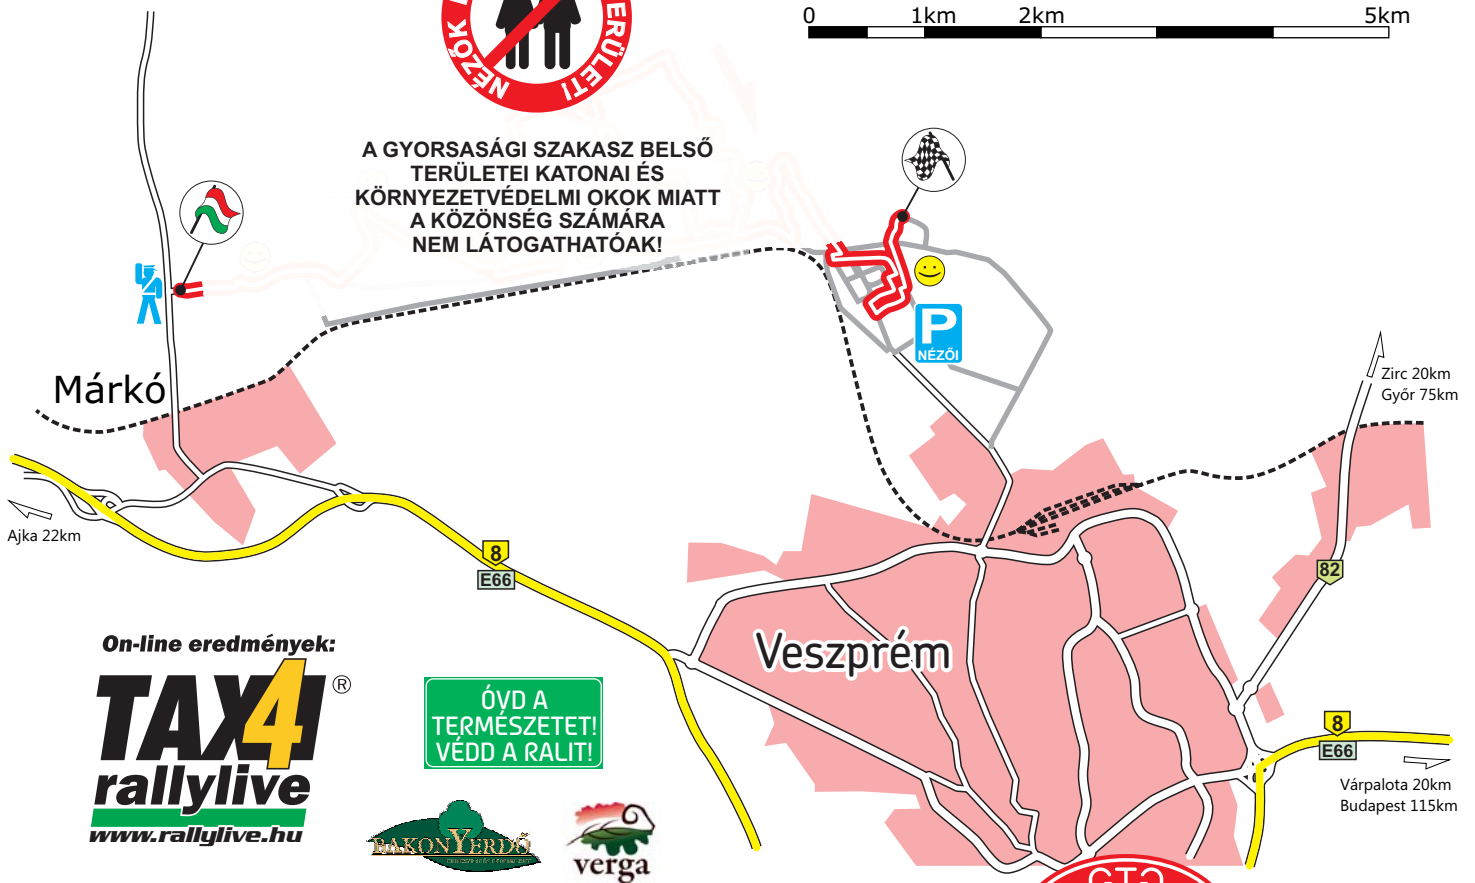 0 1km 2km 5km
NÉZŐK
ERÜLET!
A GYORSASÁGI SZAKASZ BELSŐ
TERÜLETEI KATONAI ÉS
KÖRNYEZETVÉDELMI OKOK MIATT
A KÖZÖNSÉG SZÁMÁRA
NEM LÁTOGATHATÓAK!
P
NÉZŐI
Zirc 20km
Győr 75km
Márkó
Ajka 22km
8
E66
82
Veszprém
On-line eredmények:
TAX4 ®
rallylive
www.rallylive.hu
ÓVD A
TERMÉSZETET!
VÉDD A RALIT!
8
E66
Várpalota 20km
Budapest 115km
BAKONYERDŐ
verga